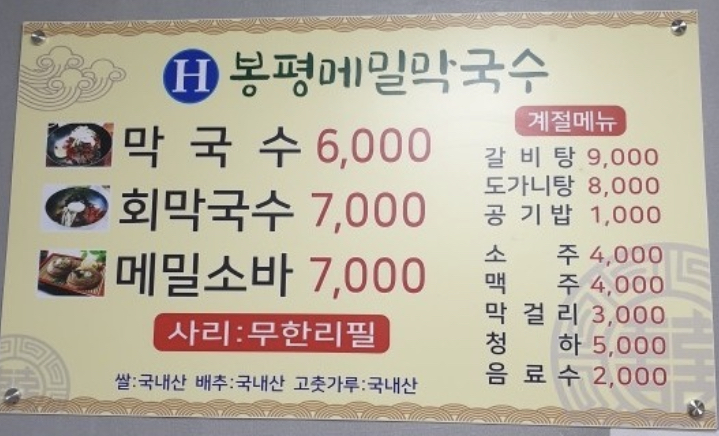 H 봉평메밀막국수
막 국 수 6,000
회막국수 7,000
메밀소바 7,000
사리:무한리필
쌀:국내산 배추:국내산 고춧가루:국내산
계절메뉴
갈 비 탕 9,000
도가니탕 8,000
공 기 밥 1,000
소 주 4,000
맥 주 4,000
막 걸 리 3,000
청 하 5,000
음 료 수 2,000